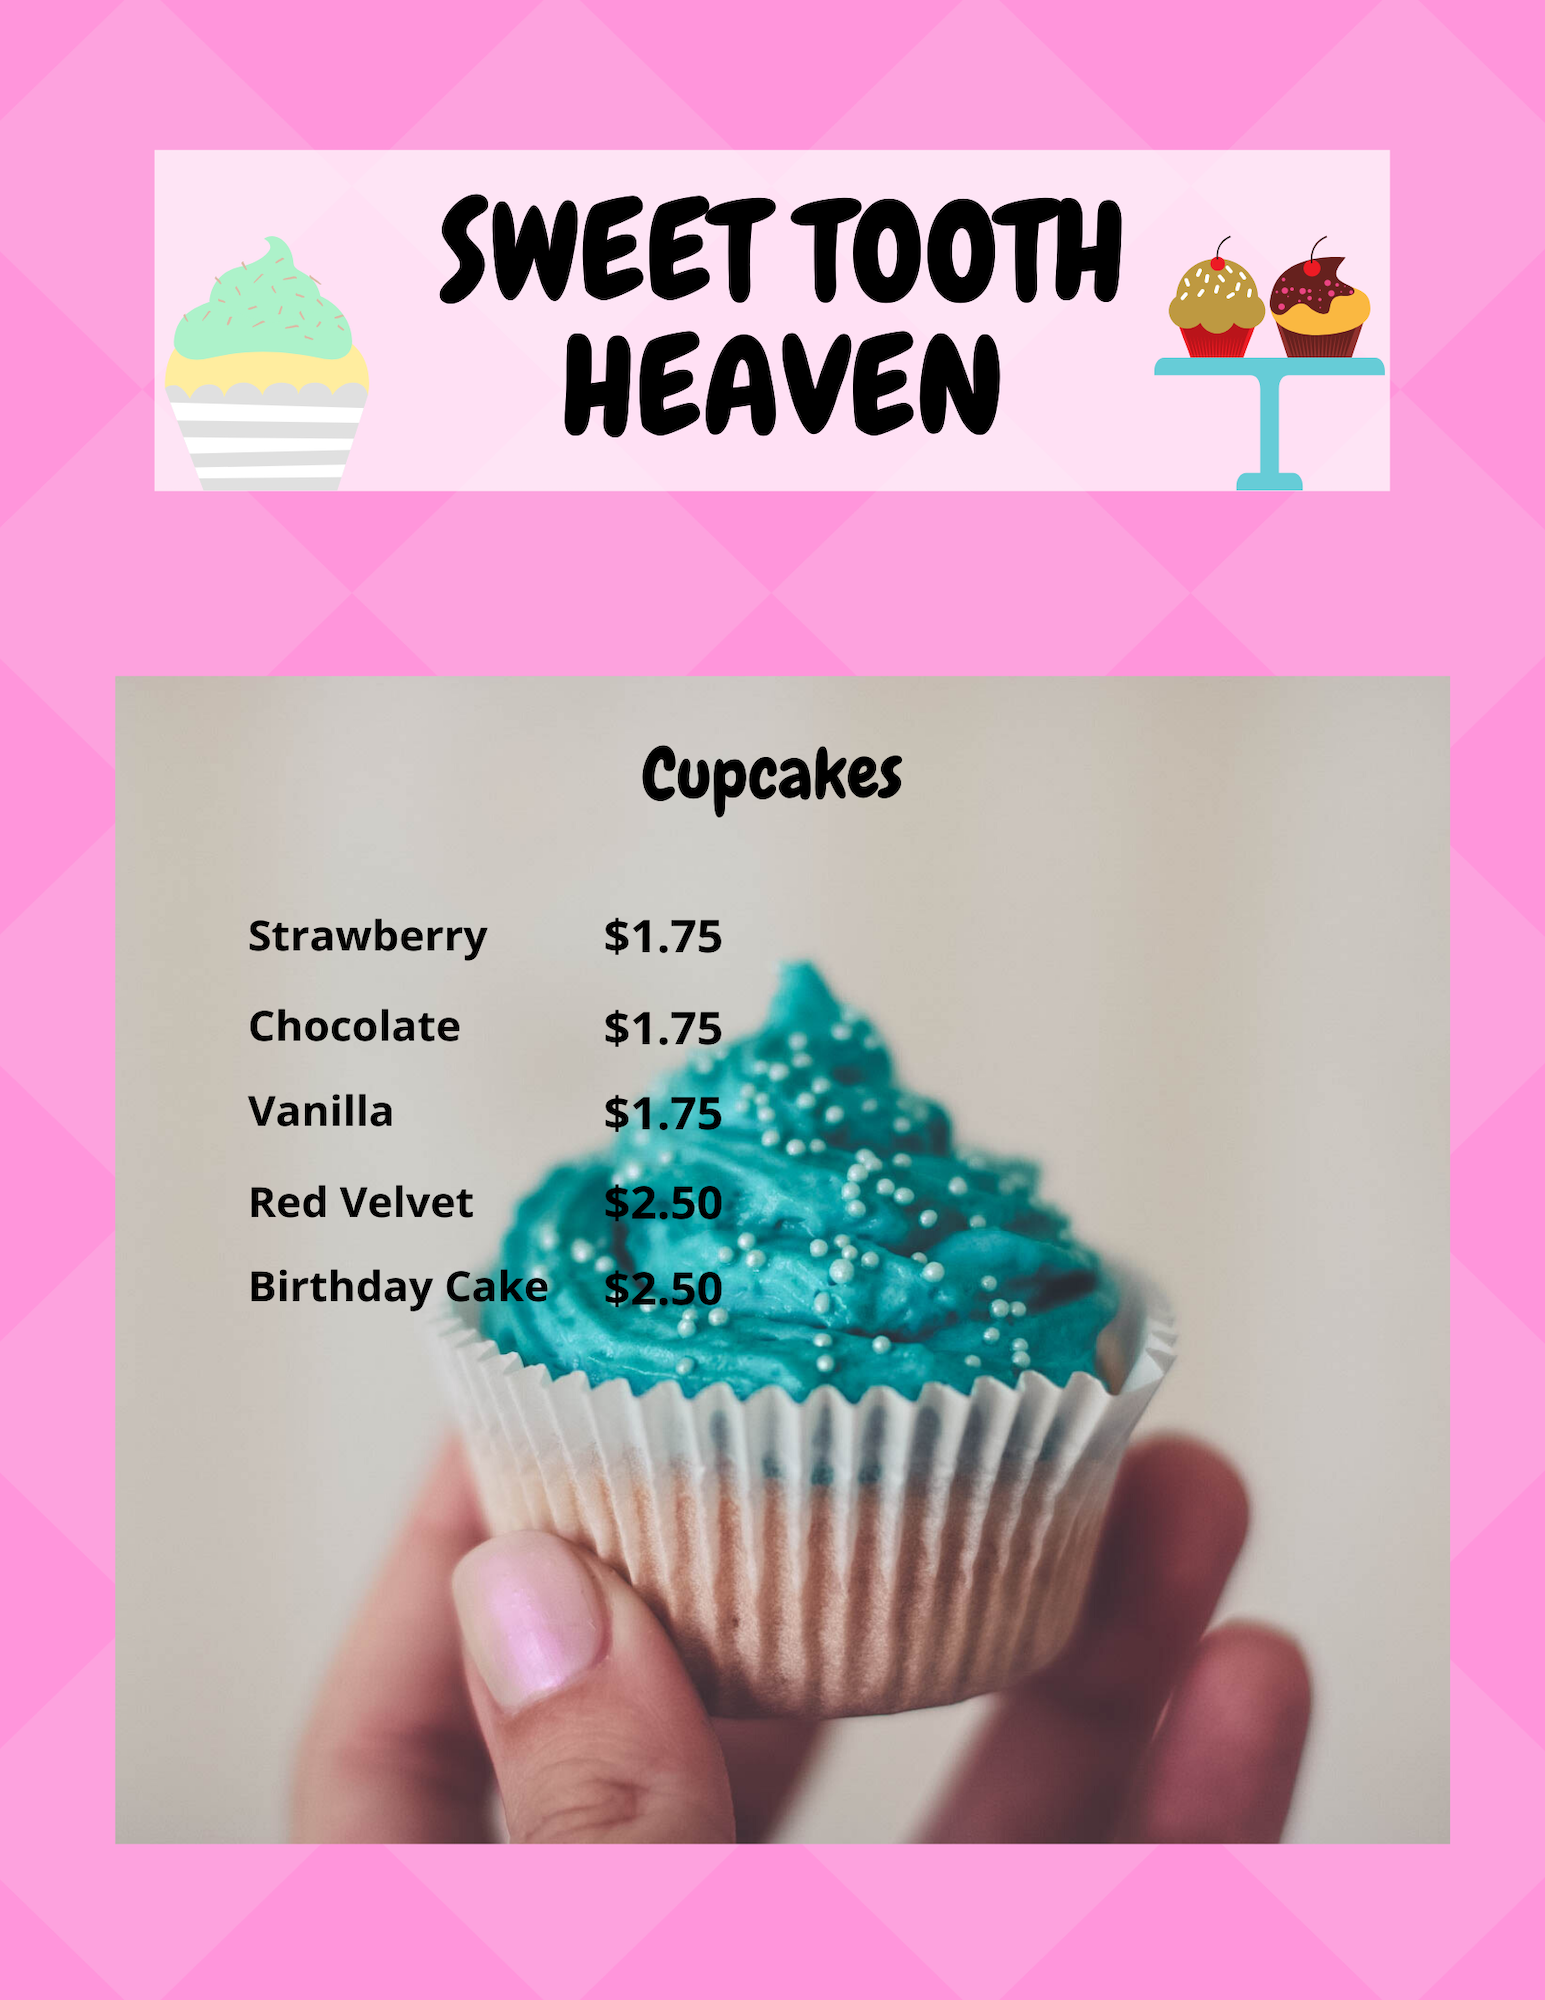 SWEET TOOTH
HEAVEN
Cupcakes
Strawberry $1.75
Chocolate $1.75
Vanilla $1.75
Red Velvet $2.50
Birthday Cake $2.50